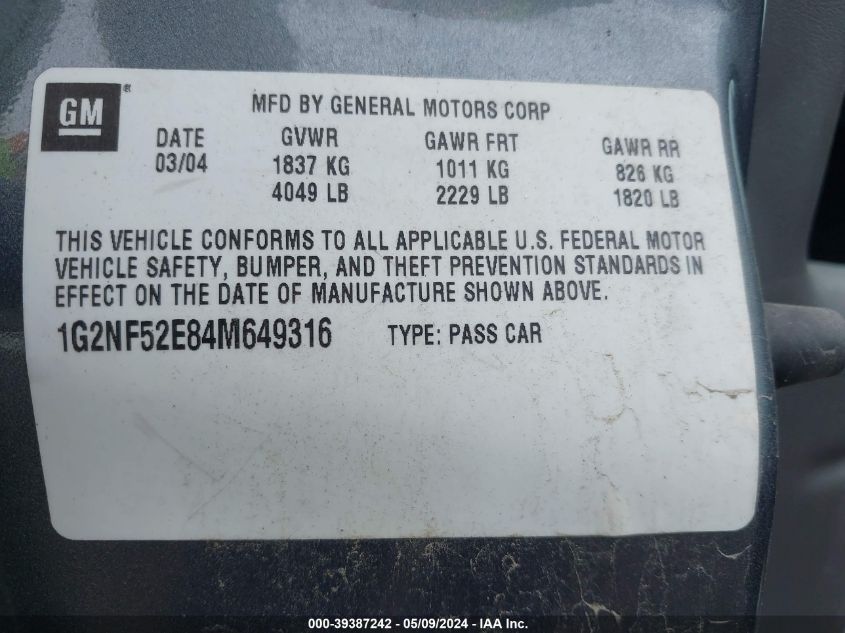 GM®
MFD BY GENERAL MOTORS CORP
DATE GVWR GAWR FRT GAWR RR
03/04 1837 KG 1011 KG 826 KG
4049 LB 2229 LB 1820 LB
THIS VEHICLE CONFORMS TO ALL APPLICABLE U.S. FEDERAL MOTOR
VEHICLE SAFETY, BUMPER, AND THEFT PREVENTION STANDARDS IN
EFFECT ON THE DATE OF MANUFACTURE SHOWN ABOVE.
1G2NF52E84M649316 TYPE: PASS CAR
000-39387242 - 05/09/2024 - IAA Inc.